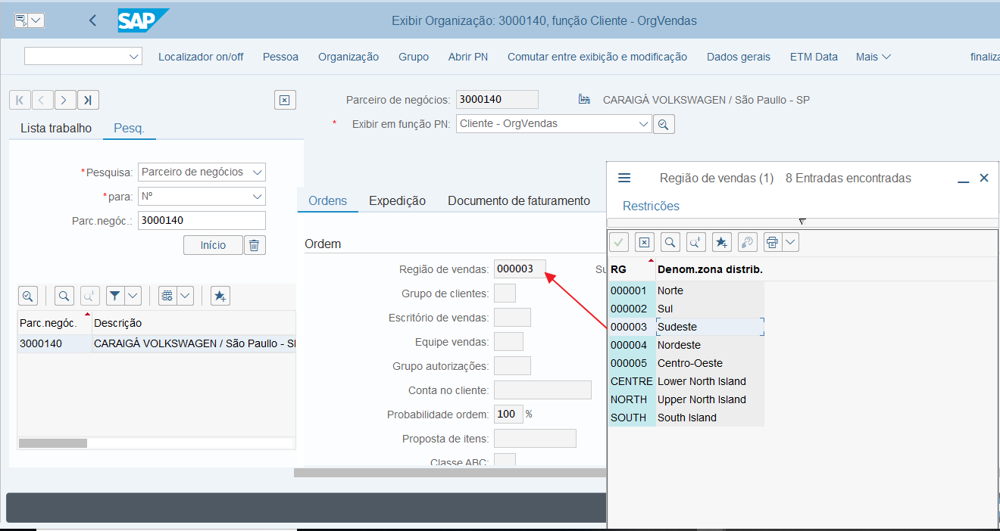 SAP
Exibir Organização: 3000140, função Cliente - OrgVendas
Localizador on/off Pessoa Organização Grupo Abrir PN Comutar entre exibição e modificação Dados gerais ETM Data Mais
Parceiro de negócios: 3000140 CARAIGÁ VOLKSWAGEN / São Paullo - SP
* Exibir em função PN: Cliente - OrgVendas
Lista trabalho Pesq.
*Pesquisa: Parceiro de negócios
*para: Nº
Parc.negóc.: 3000140
Início
Parc.negóc. Descrição
3000140 CARAIGÁ VOLKSWAGEN / São Paullo - S
Ordens Expedição Documento de faturamento
Ordem
Região de vendas: 000003 Su
Grupo de clientes:
Escritório de vendas:
Equipe vendas:
Grupo autorizações:
Conta no cliente:
Probabilidade ordem: 100 %
Proposta de itens:
Classe ABC:
Região de vendas (1) 8 Entradas encontradas
Restricões
RG Denom.zona distrib.
000001 Norte
000002 Sul
000003 Sudeste
000004 Nordeste
000005 Centro-Oeste
CENTRE Lower North Island
NORTH Upper North Island
SOUTH South Island